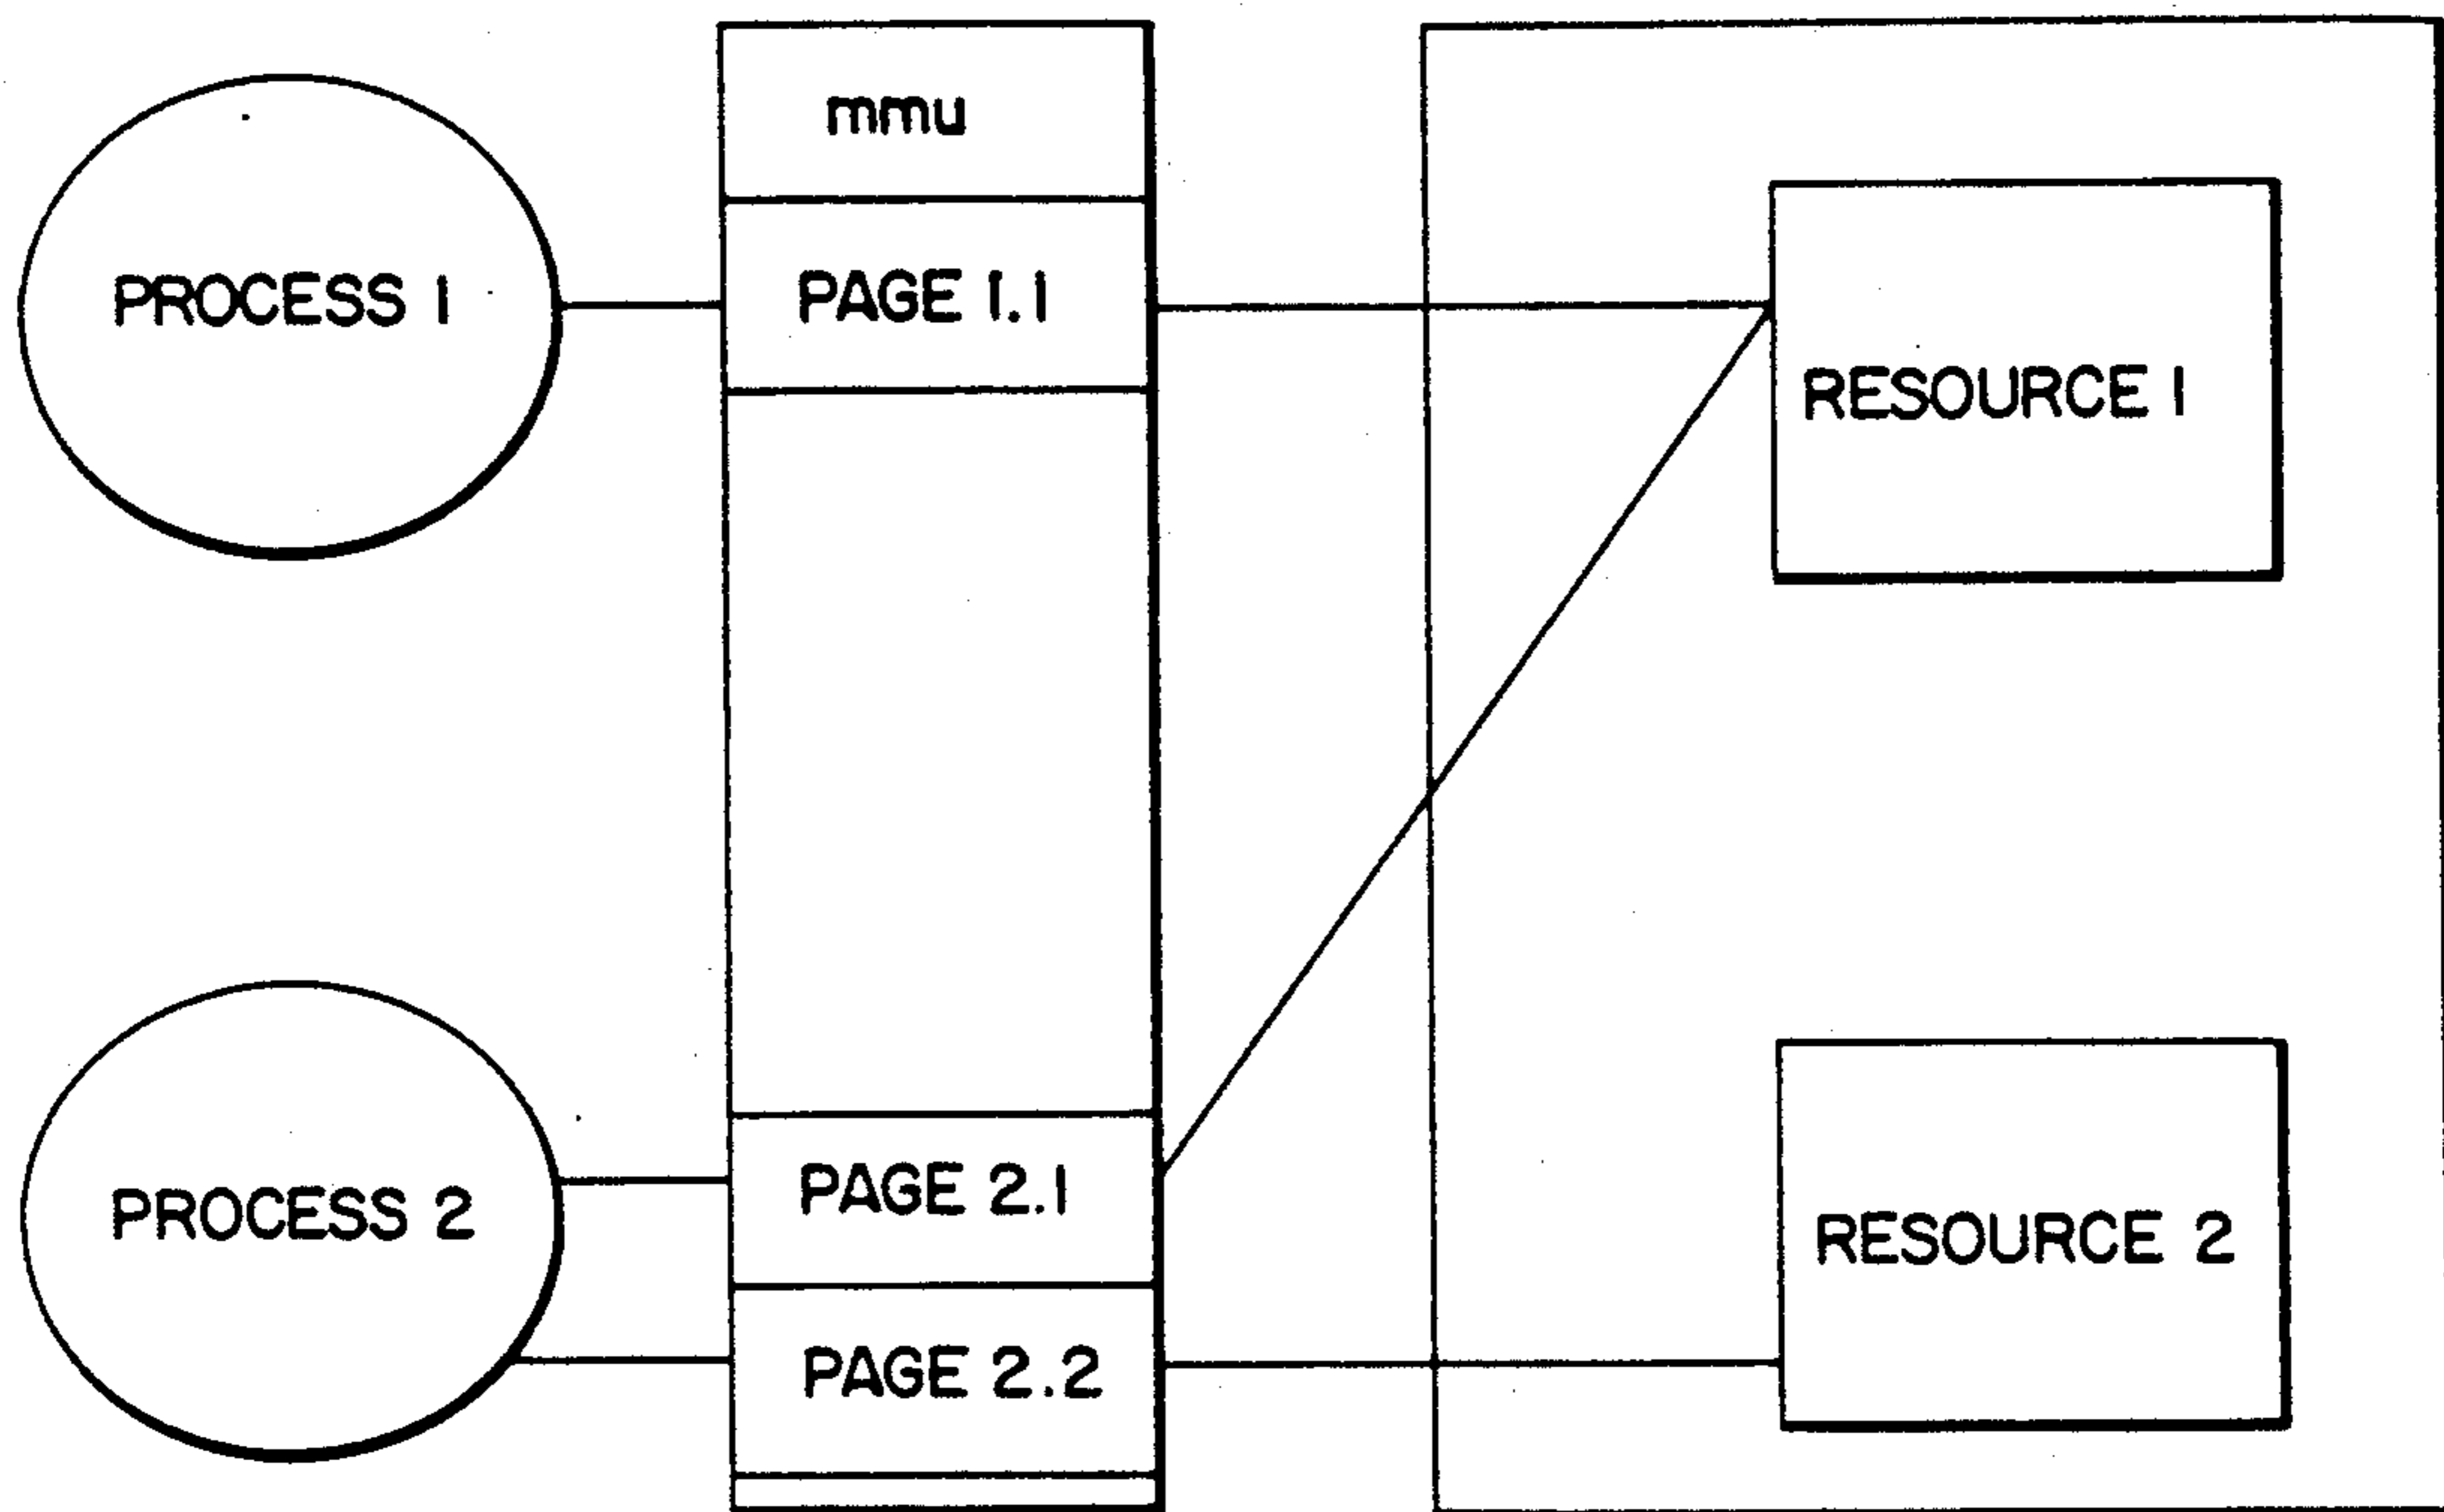 mmu
PROCESS 1
PAGE 1.1
RESOURCE 1
PROCESS 2
PAGE 2.1
RESOURCE 2
PAGE 2.2